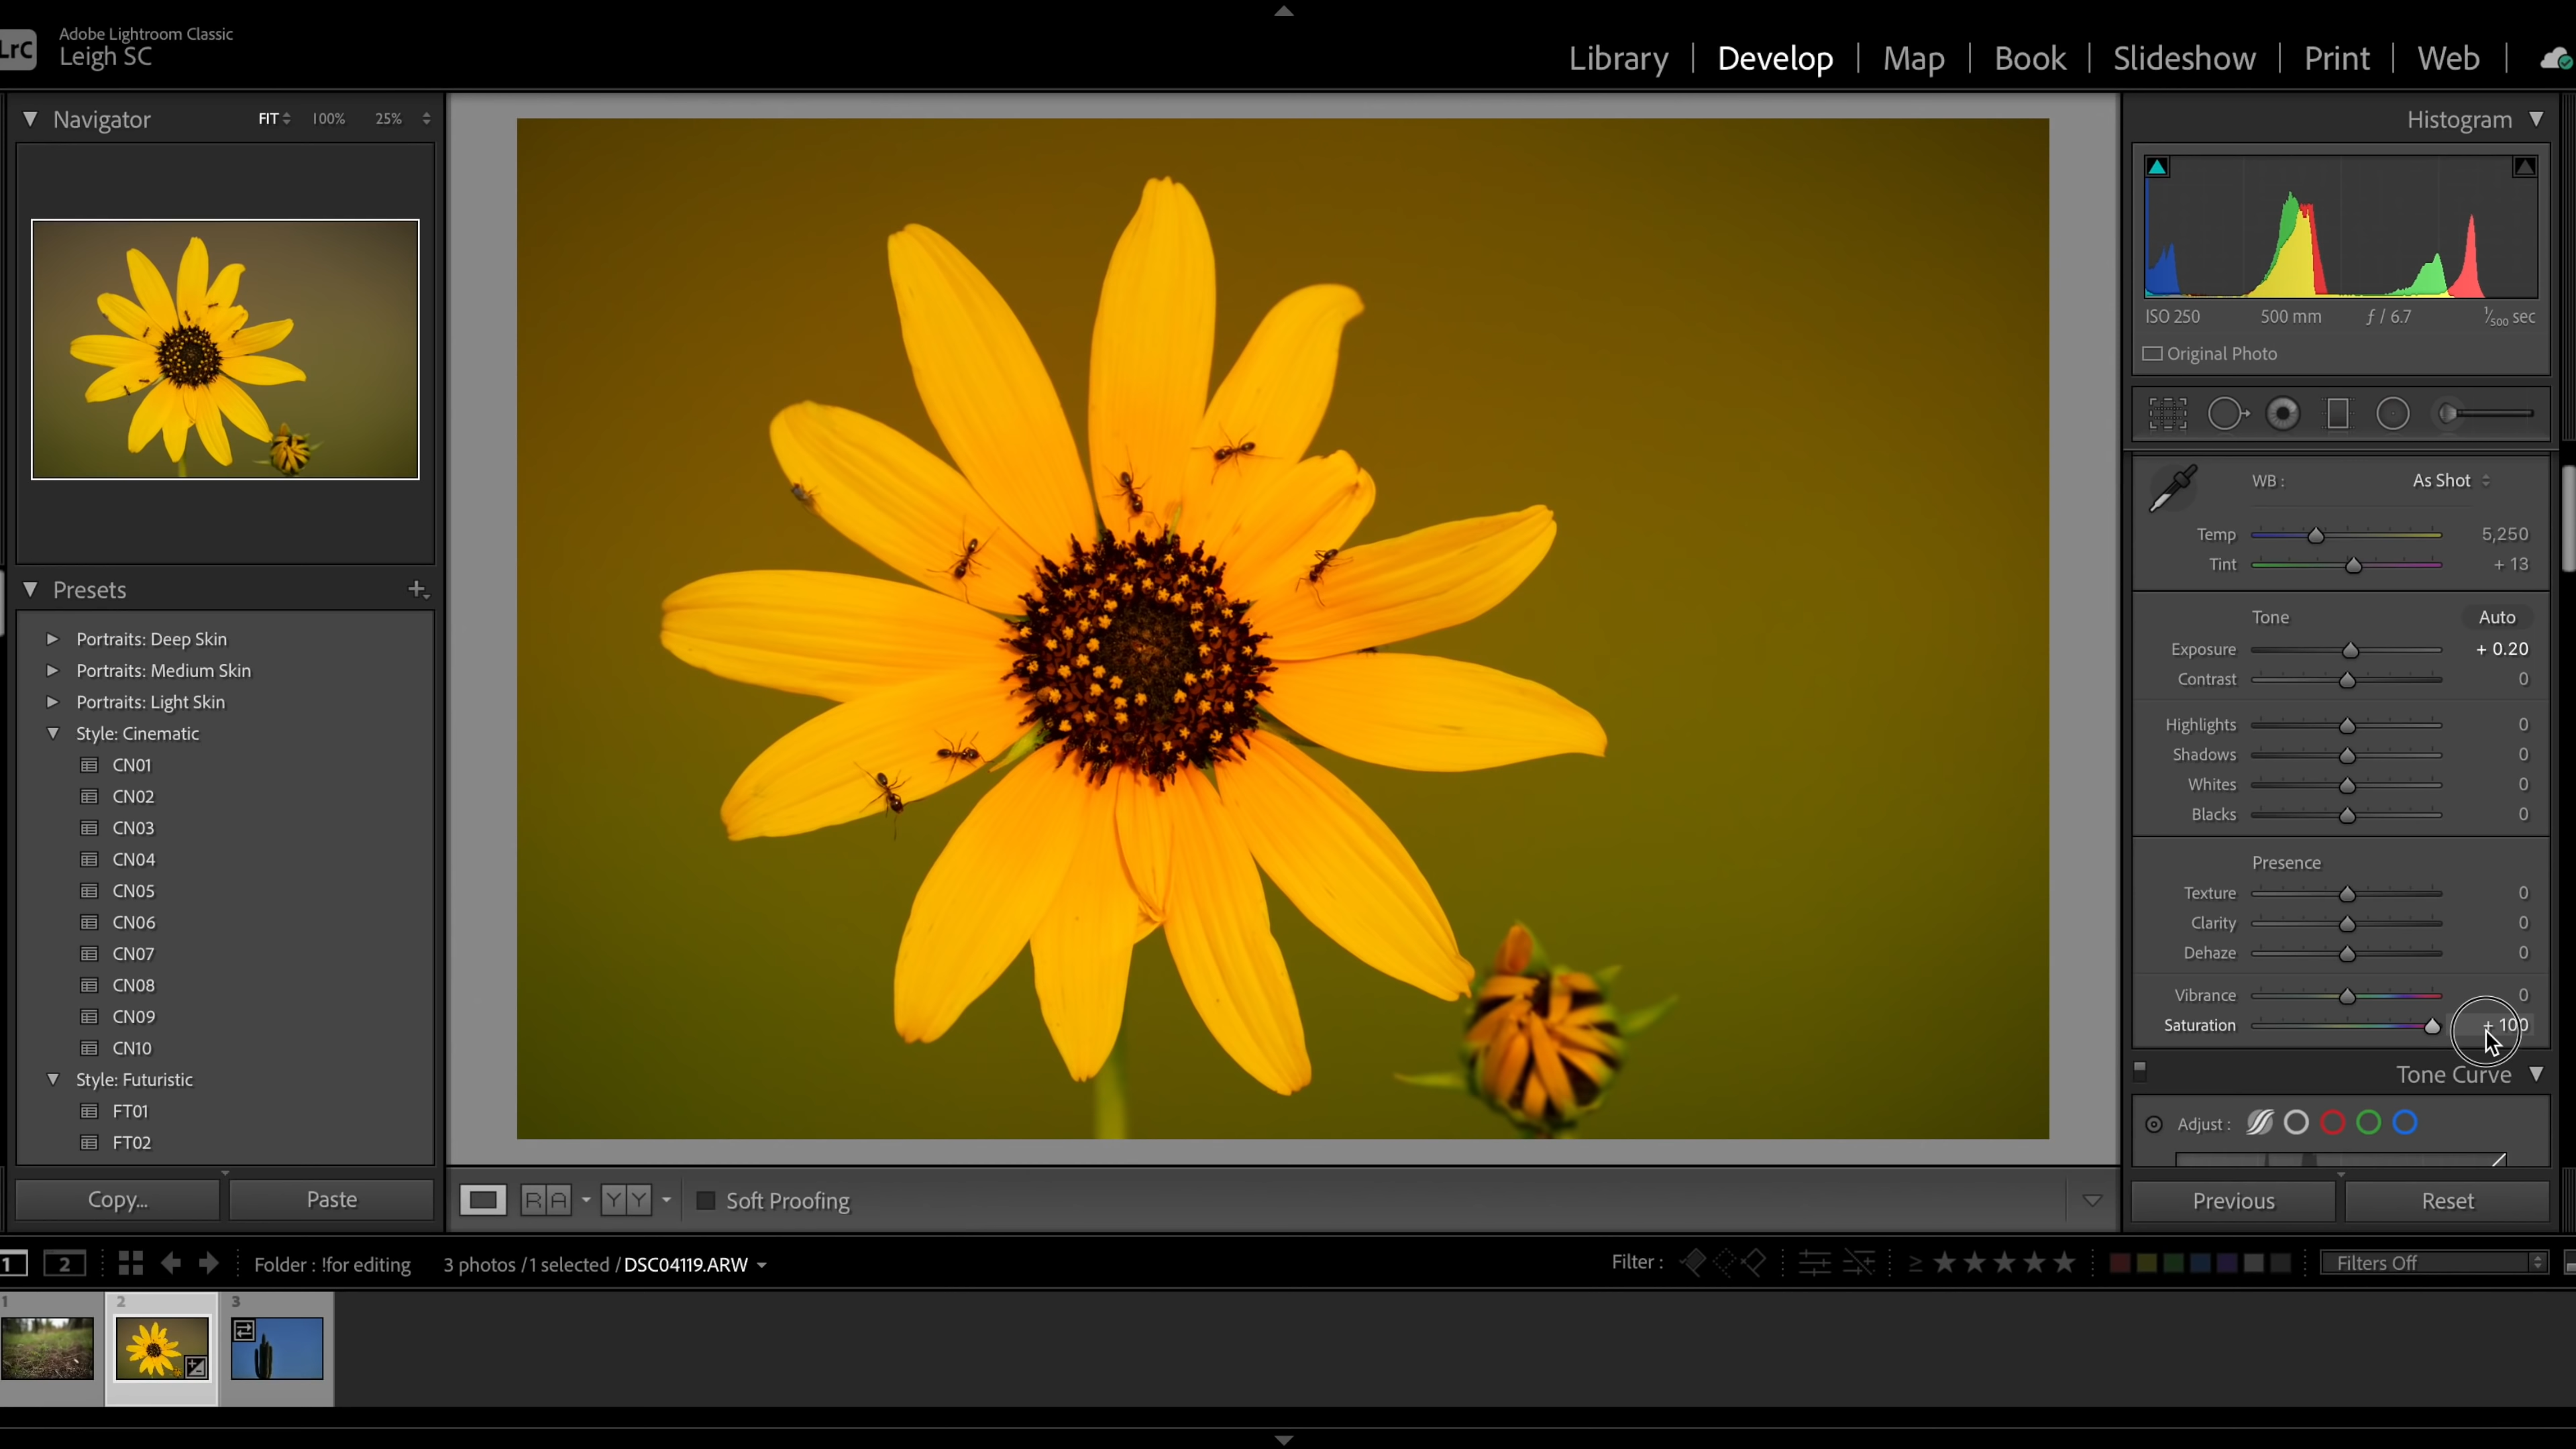 LrC
Adobe Lightroom Classic
Leigh SC
Library | Develop | Map | Book | Slideshow | Print | Web |
Navigator FIT 100% 25%
Presets
Portraits: Deep Skin
Portraits: Medium Skin
Portraits: Light Skin
Style: Cinematic
CN01
CN02
CN03
CN04
CN05
CN06
CN07
CN08
CN09
CN10
Style: Futuristic
FT01
FT02
Copy... Paste
R A Y Y Soft Proofing
Histogram
ISO 250 500 mm ƒ / 6.7 1/500 sec
Original Photo
WB : As Shot
Temp 5,250
Tint + 13
Tone Auto
Exposure + 0.20
Contrast 0
Highlights 0
Shadows 0
Whites 0
Blacks 0
Presence
Texture 0
Clarity 0
Dehaze 0
Vibrance 0
Saturation + 100
Tone Curve
Adjust :
Previous Reset
1 2 Folder : !for editing 3 photos / 1 selected / DSC04119.ARW Filter : ≥ ★★★★★ Filters Off
1 2 3